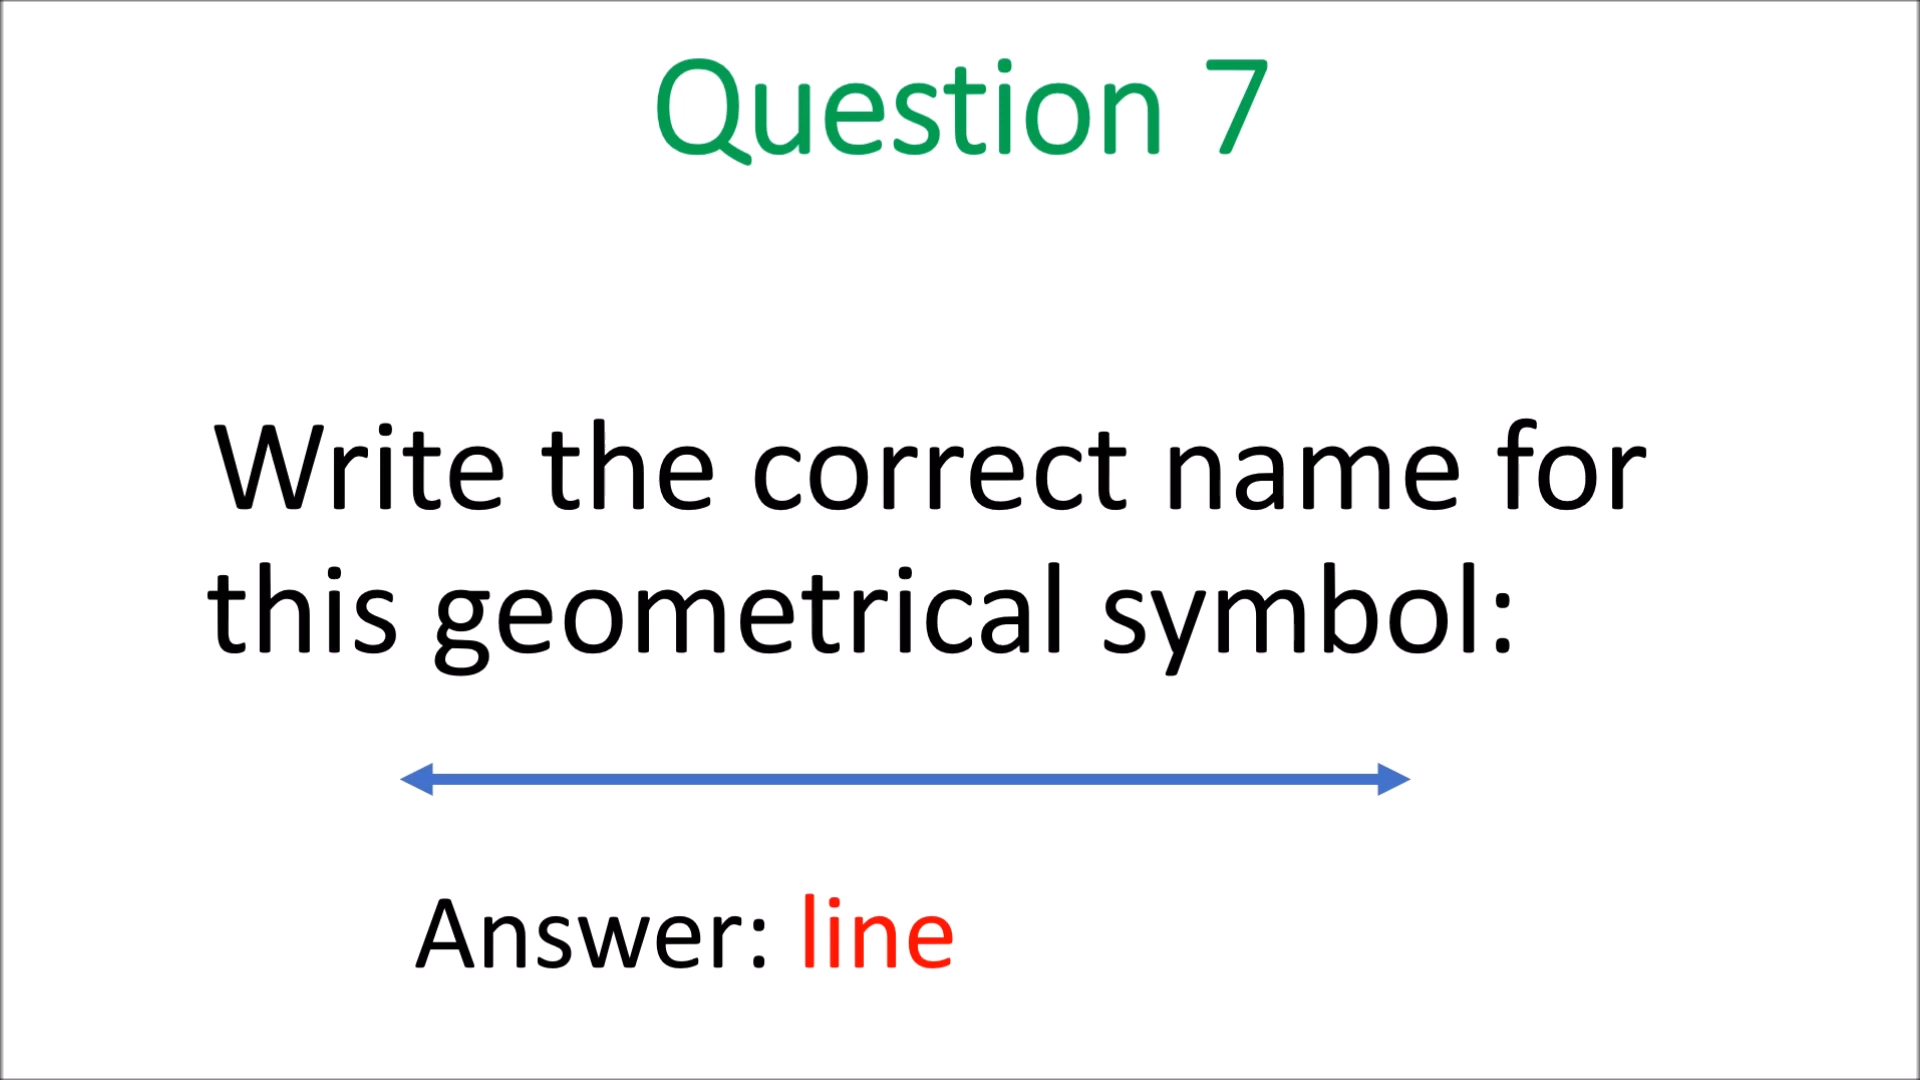 Question 7
Write the correct name for
this geometrical symbol:
Answer: line